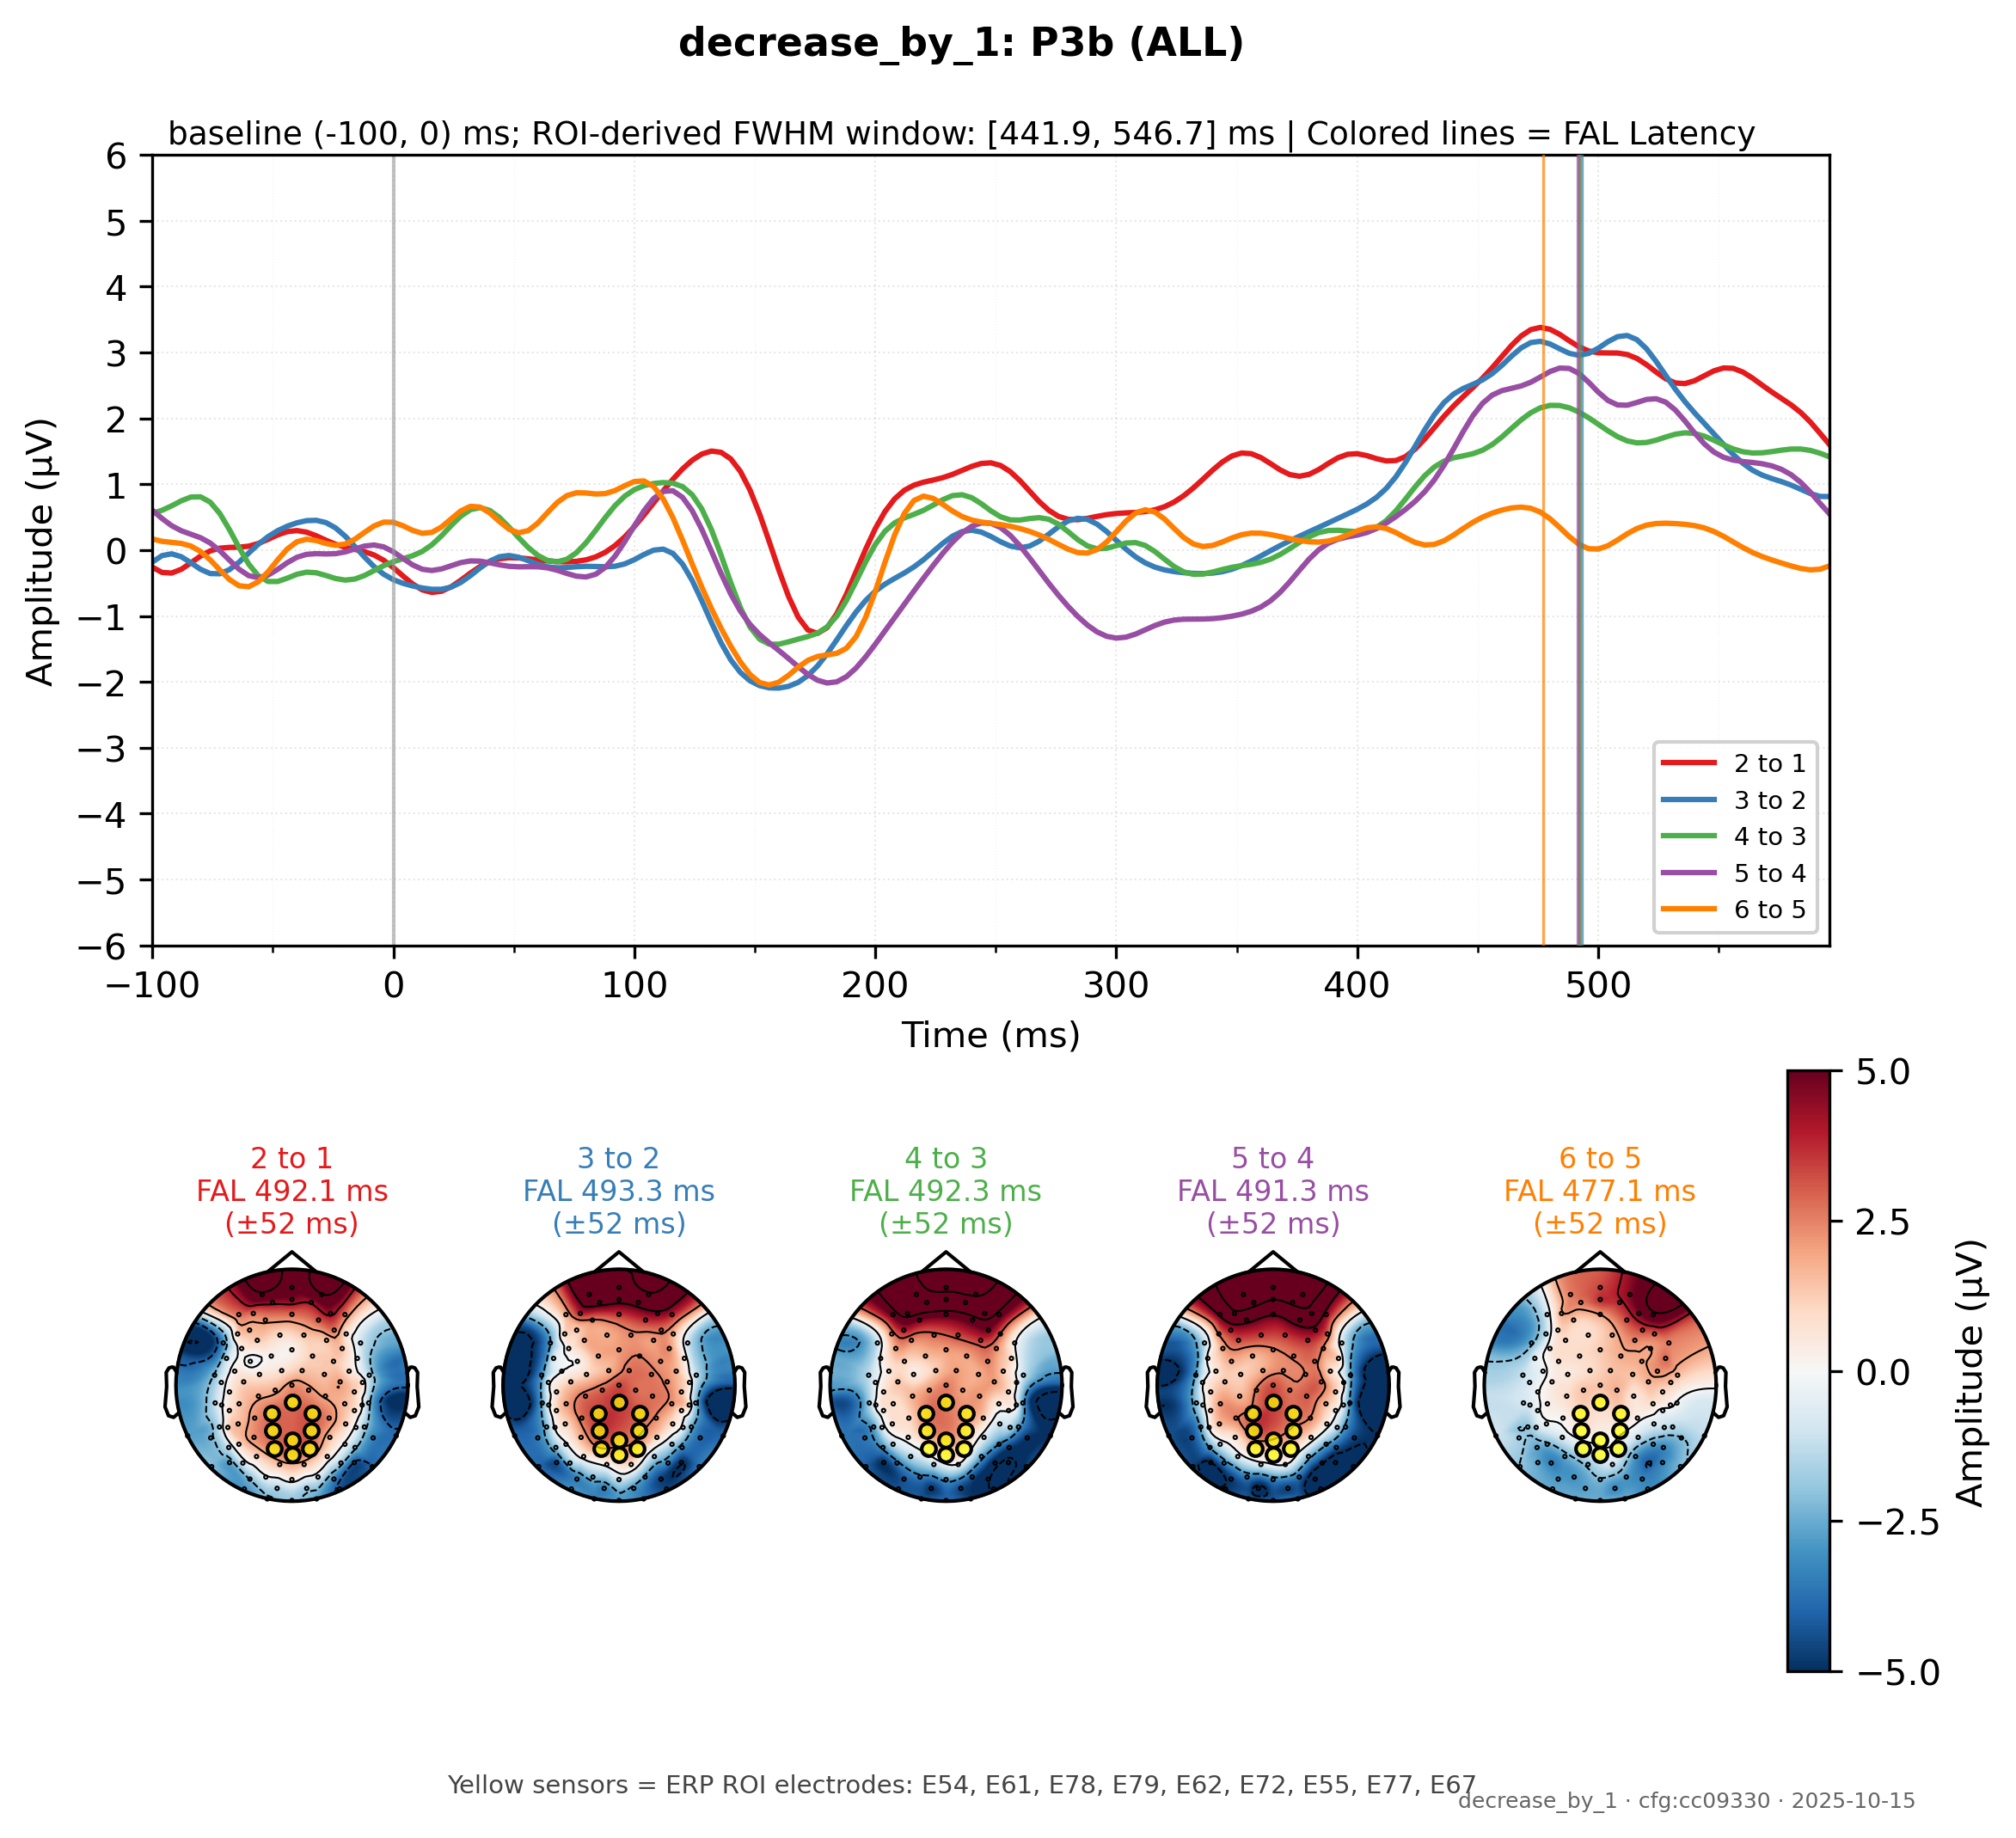 decrease_by_1: P3b (ALL)
baseline (-100, 0) ms; ROI-derived FWHM window: [441.9, 546.7] ms | Colored lines = FAL Latency
6
5
4
3
2
1
0
−1
−2
−3
−4
−5
−6
Amplitude (µV)
2 to 1
3 to 2
4 to 3
5 to 4
6 to 5
−100 0 100 200 300 400 500
Time (ms)
2 to 1
FAL 492.1 ms
(±52 ms)
3 to 2
FAL 493.3 ms
(±52 ms)
4 to 3
FAL 492.3 ms
(±52 ms)
5 to 4
FAL 491.3 ms
(±52 ms)
6 to 5
FAL 477.1 ms
(±52 ms)
5.0
2.5
0.0
−2.5
−5.0
Amplitude (µV)
Yellow sensors = ERP ROI electrodes: E54, E61, E78, E79, E62, E72, E55, E77, E67
decrease_by_1 · cfg:cc09330 · 2025-10-15